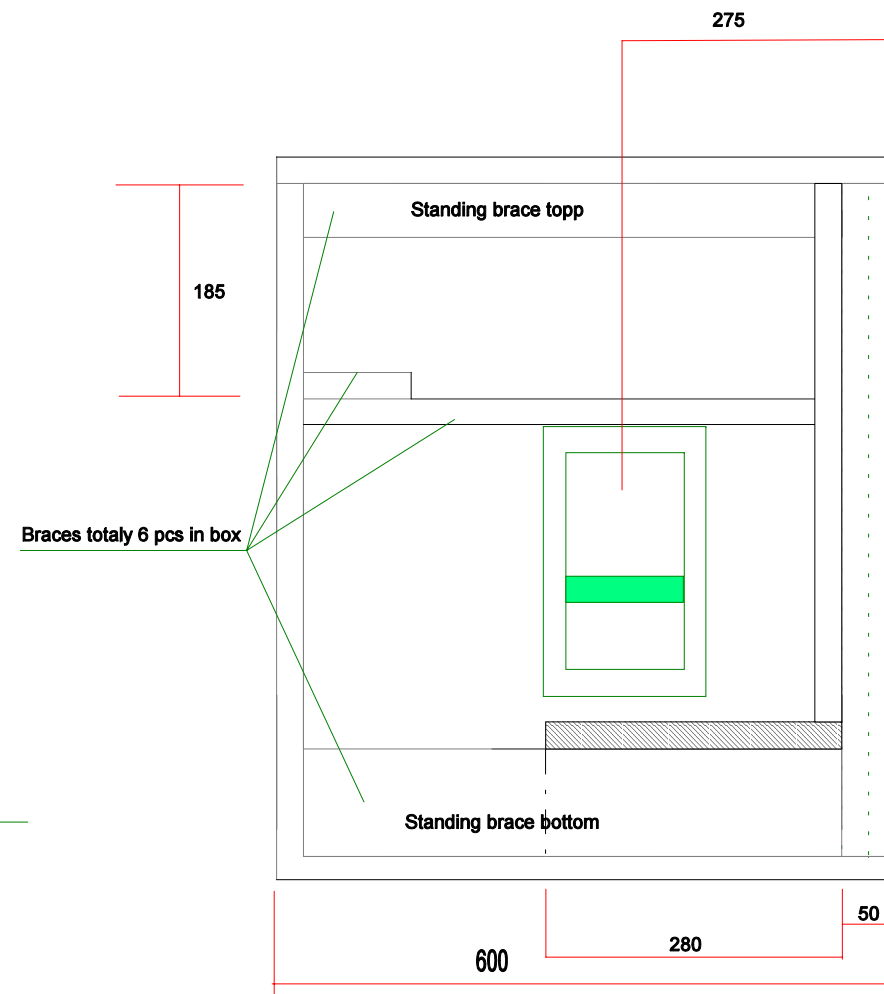 275
Standing brace topp
185
Braces totaly 6 pcs in box
Standing brace bottom
50
280
600